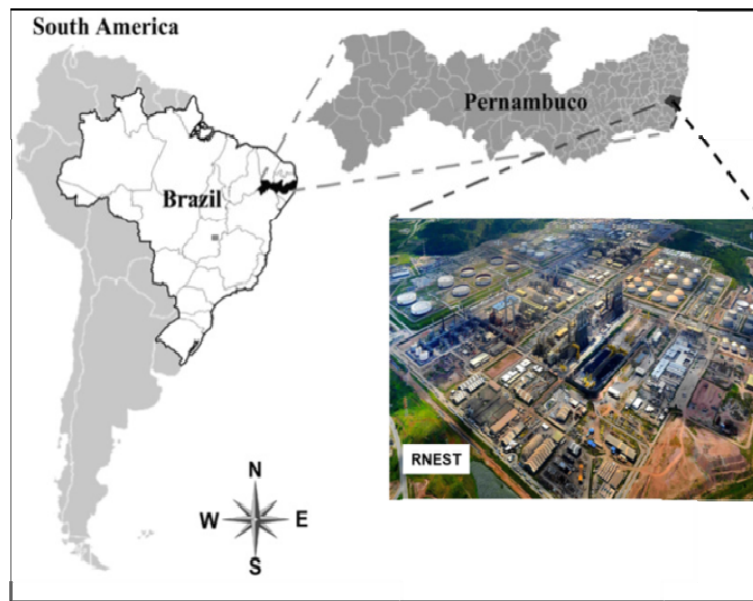 South America
Pernambuco
Brazil
RNEST
N
W E
S